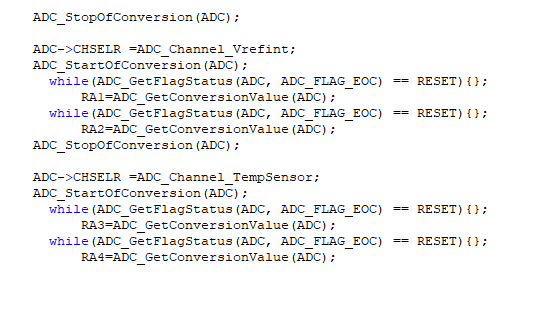 ADC_StopOfConversion(ADC);
ADC->CHSELR =ADC_Channel_Vrefint;
ADC_StartOfConversion(ADC);
while(ADC_GetFlagStatus(ADC, ADC_FLAG_EOC) == RESET){};
RA1=ADC_GetConversionValue(ADC);
while(ADC_GetFlagStatus(ADC, ADC_FLAG_EOC) == RESET){};
RA2=ADC_GetConversionValue(ADC);
ADC_StopOfConversion(ADC);
ADC->CHSELR =ADC_Channel_TempSensor;
ADC_StartOfConversion(ADC);
while(ADC_GetFlagStatus(ADC, ADC_FLAG_EOC) == RESET){};
RA3=ADC_GetConversionValue(ADC);
while(ADC_GetFlagStatus(ADC, ADC_FLAG_EOC) == RESET){};
RA4=ADC_GetConversionValue(ADC);